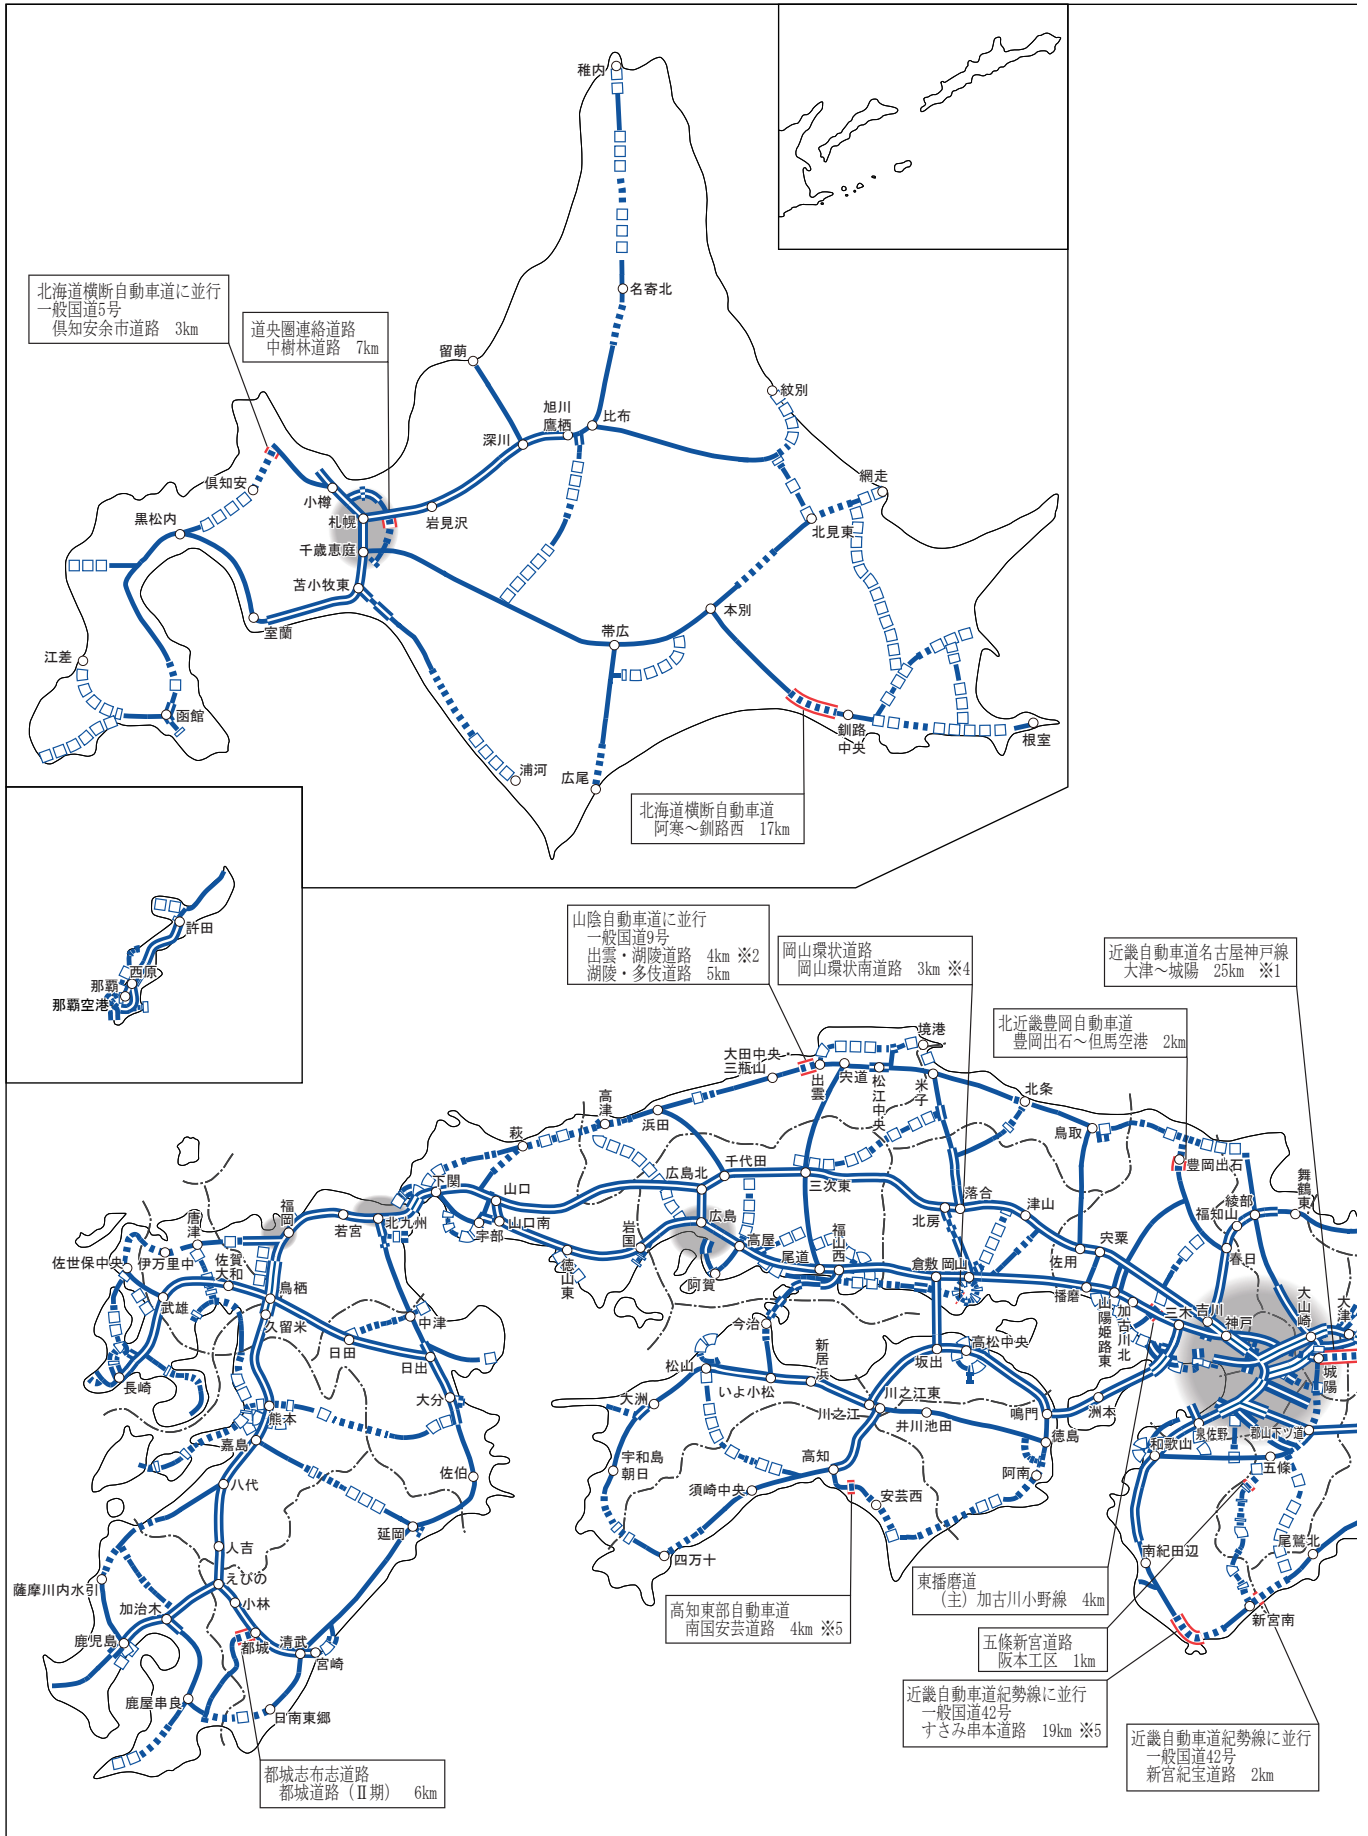 稚内
名寄北
北海道横断自動車道に並行
一般国道5号
倶知安余市道路 3km
道央圏連絡道路
中樹林道路 7km
留萌
紋別
旭川
鷹栖
比布
深川
網走
倶知安
小樽
岩見沢
黒松内
札幌
北見東
千歳恵庭
苫小牧東
本別
室蘭
帯広
江差
函館
釧路
中央
根室
浦河
広尾
北海道横断自動車道
阿寒～釧路西 17km
許田
西原
那覇
那覇空港
山陰自動車道に並行
一般国道9号
出雲・湖陵道路 4km ※2
湖陵・多伎道路 5km
岡山環状道路
岡山環状南道路 3km ※4
近畿自動車道名古屋神戸線
大津～城陽 25km ※1
北近畿豊岡自動車道
豊岡出石～但馬空港 2km
境港
大田中央
三瓶山
出雲
宍道
松江中央
米子
北条
高津
浜田
鳥取
萩
千代田
広島北
三次東
豊岡出石
舞鶴東
下関
山口
落合
津山
綾部
福知山
福岡
若宮
北九州
宇部
山口南
岩国
広島
北房
唐津
徳山東
高屋
尾道
福山西
倉敷
岡山
佐用
宍粟
春日
佐世保中央
伊万里中
佐賀
大和
阿賀
播磨
大山崎
大津
鳥栖
武雄
久留米
山陽姫路東
加古川北
三木
吉川
神戸
中津
今治
新居浜
坂出
高松中央
日田
日出
松山
いよ小松
城陽
長崎
大分
大洲
川之江
川之江東
井川池田
鳴門
洲本
熊本
徳島
和歌山
泉佐野
郡山下ツ道
嘉島
宇和島
朝日
高知
五條
八代
佐伯
須崎中央
安芸西
阿南
延岡
人吉
四万十
南紀田辺
尾鷲北
えびの
薩摩川内水引
小林
加治木
東播磨道
(主) 加古川小野線 4km
高知東部自動車道
南国安芸道路 4km ※5
新宮南
鹿児島
都城
清武
宮崎
五條新宮道路
阪本工区 1km
鹿屋串良
日南東郷
近畿自動車道紀勢線に並行
一般国道42号
すさみ串本道路 19km ※5
近畿自動車道紀勢線に並行
一般国道42号
新宮紀宝道路 2km
都城志布志道路
都城道路（Ⅱ期） 6km